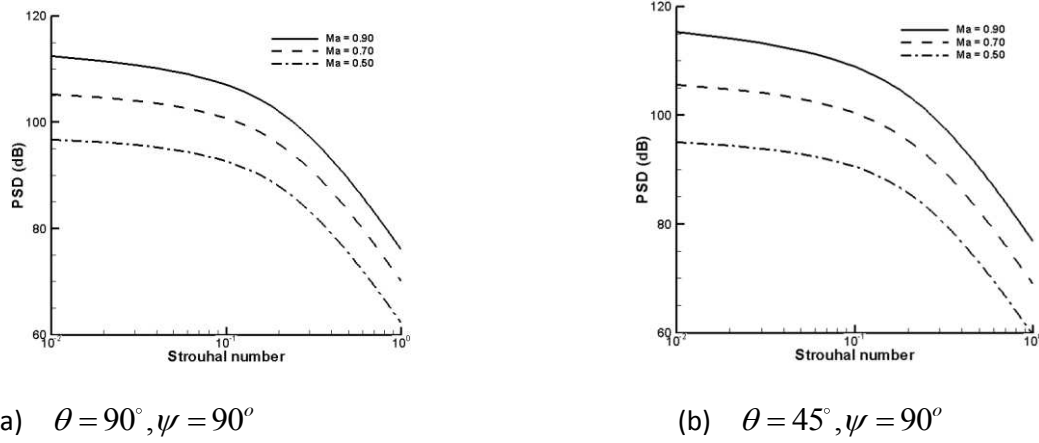 120
100
80
60
PSD (dB)
Ma = 0.90
Ma = 0.70
Ma = 0.50
10⁻²
10⁻¹
10⁰
Strouhal number
120
100
80
60
PSD (dB)
Ma = 0.90
Ma = 0.70
Ma = 0.50
10⁻²
10⁻¹
10⁰
Strouhal number
a) θ = 90°, ψ = 90°
(b) θ = 45°, ψ = 90°